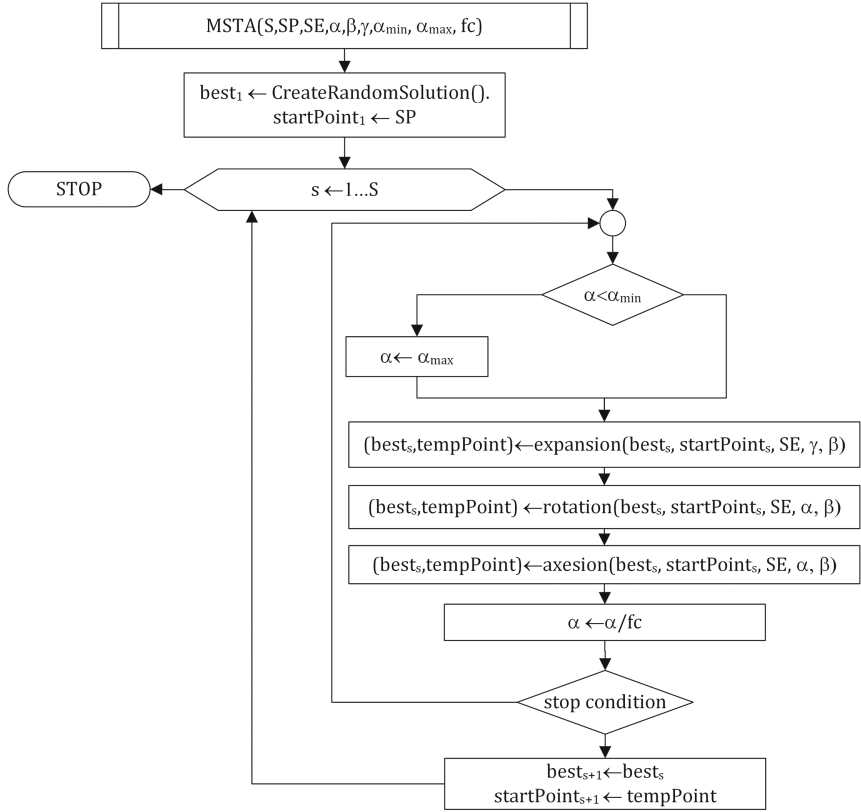 MSTA(S,SP,SE,α,β,γ,αmin, αmax, fc)
best1 ← CreateRandomSolution().
startPoint1 ← SP
STOP
s ←1...S
α<αmin
α← αmax
(bests,tempPoint)←expansion(bests, startPoints, SE, γ, β)
(bests,tempPoint) ←rotation(bests, startPoints, SE, α, β)
(bests,tempPoint)←axesion(bests, startPoints, SE, α, β)
α ←α/fc
stop condition
bests+1←bests
startPoints+1← tempPoint